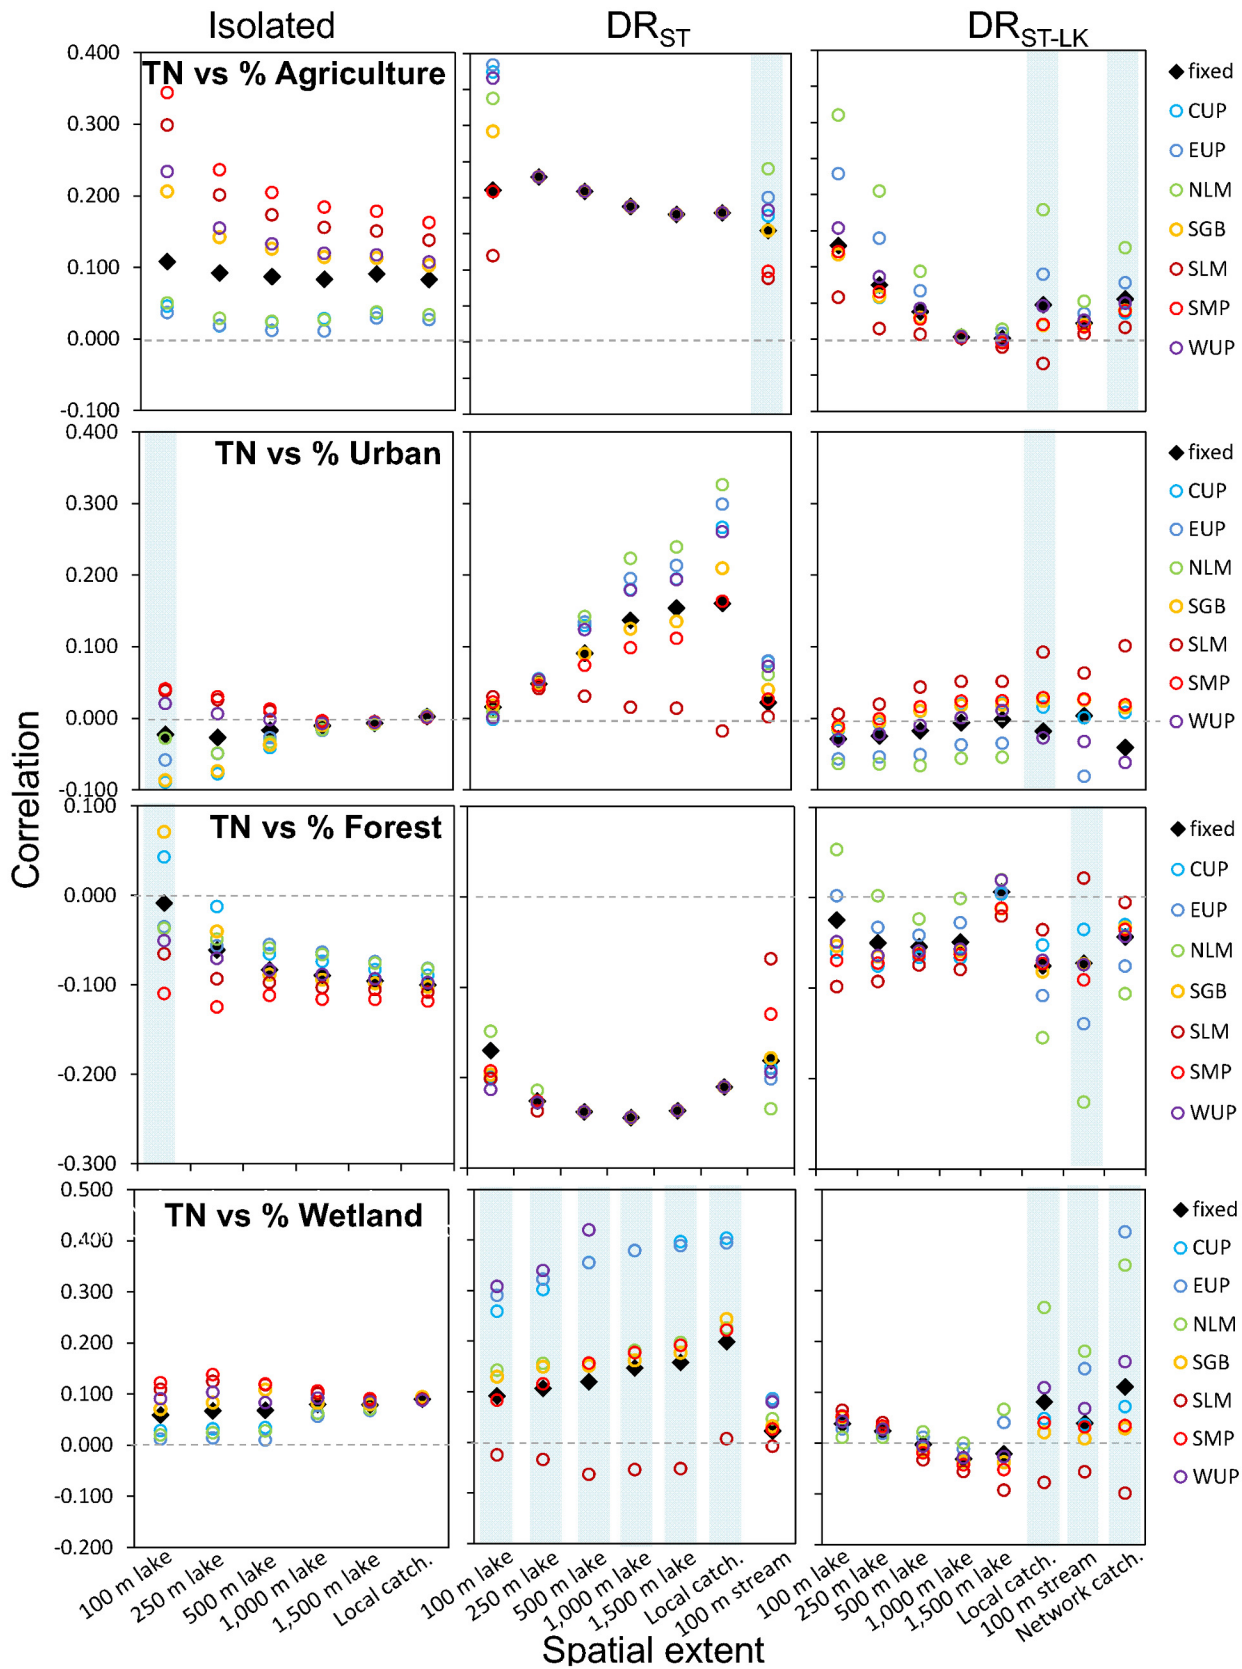 Isolated
DRST
DRST-LK
TN vs % Agriculture
0.400
0.300
0.200
0.100
0.000
-0.100
fixed
CUP
EUP
NLM
SGB
SLM
SMP
WUP
TN vs % Urban
0.400
0.300
0.200
0.100
0.000
-0.100
fixed
CUP
EUP
NLM
SGB
SLM
SMP
WUP
Correlation
TN vs % Forest
0.100
0.000
-0.100
-0.200
-0.300
fixed
CUP
EUP
NLM
SGB
SLM
SMP
WUP
TN vs % Wetland
0.500
0.400
0.300
0.200
0.100
0.000
-0.100
-0.200
fixed
CUP
EUP
NLM
SGB
SLM
SMP
WUP
100 m lake
250 m lake
500 m lake
1,000 m lake
1,500 m lake
Local catch.
100 m lake
250 m lake
500 m lake
1,000 m lake
1,500 m lake
Local catch.
100 m stream
100 m lake
250 m lake
500 m lake
1,000 m lake
1,500 m lake
Local catch.
100 m stream
Network catch.
Spatial extent